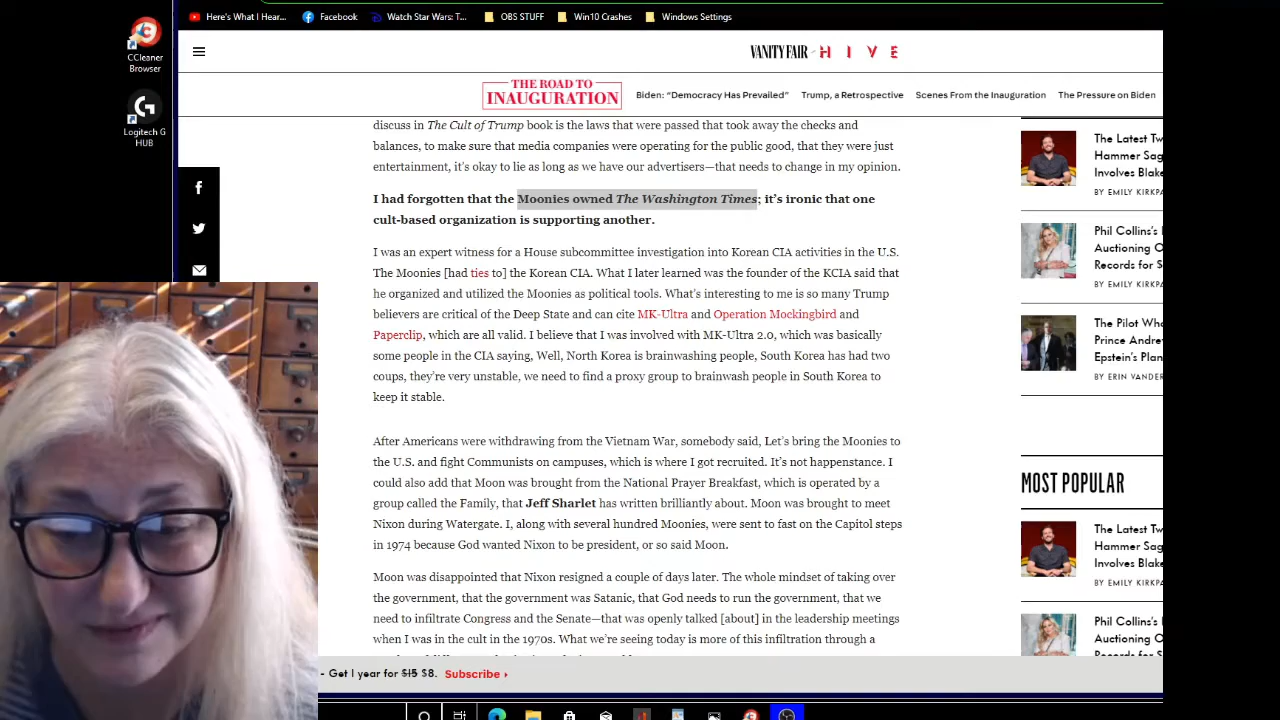 Here's What I Hear...
Facebook
Watch Star Wars: T...
OBS STUFF
Win10 Crashes
Windows Settings
CCleaner
Browser
Logitech G
HUB
VANITY FAIR HIVE
THE ROAD TO
INAUGURATION
Biden: “Democracy Has Prevailed”
Trump, a Retrospective
Scenes From the Inauguration
The Pressure on Biden
discuss in The Cult of Trump book is the laws that were passed that took away the checks and
balances, to make sure that media companies were operating for the public good, that they were just
entertainment, it’s okay to lie as long as we have our advertisers—that needs to change in my opinion.
I had forgotten that the Moonies owned The Washington Times; it’s ironic that one
cult-based organization is supporting another.
I was an expert witness for a House subcommittee investigation into Korean CIA activities in the U.S.
The Moonies [had ties to] the Korean CIA. What I later learned was the founder of the KCIA said that
he organized and utilized the Moonies as political tools. What’s interesting to me is so many Trump
believers are critical of the Deep State and can cite MK-Ultra and Operation Mockingbird and
Paperclip, which are all valid. I believe that I was involved with MK-Ultra 2.0, which was basically
some people in the CIA saying, Well, North Korea is brainwashing people, South Korea has had two
coups, they’re very unstable, we need to find a proxy group to brainwash people in South Korea to
keep it stable.
After Americans were withdrawing from the Vietnam War, somebody said, Let’s bring the Moonies to
the U.S. and fight Communists on campuses, which is where I got recruited. It’s not happenstance. I
could also add that Moon was brought from the National Prayer Breakfast, which is operated by a
group called the Family, that Jeff Sharlet has written brilliantly about. Moon was brought to meet
Nixon during Watergate. I, along with several hundred Moonies, were sent to fast on the Capitol steps
in 1974 because God wanted Nixon to be president, or so said Moon.
Moon was disappointed that Nixon resigned a couple of days later. The whole mindset of taking over
the government, that the government was Satanic, that God needs to run the government, that we
need to infiltrate Congress and the Senate—that was openly talked [about] in the leadership meetings
when I was in the cult in the 1970s. What we’re seeing today is more of this infiltration through a
The Latest Tw
Hammer Sag
Involves Blake
BY EMILY KIRKPA
Phil Collins’s
Auctioning O
Records for $
BY EMILY KIRKPA
The Pilot Who
Prince Andre
Epstein’s Plan
BY ERIN VANDER
MOST POPULAR
The Latest Tw
Hammer Sag
Involves Blake
BY EMILY KIRKPA
Phil Collins’s
Auctioning O
Records for $
- Get 1 year for $15 $8. Subscribe